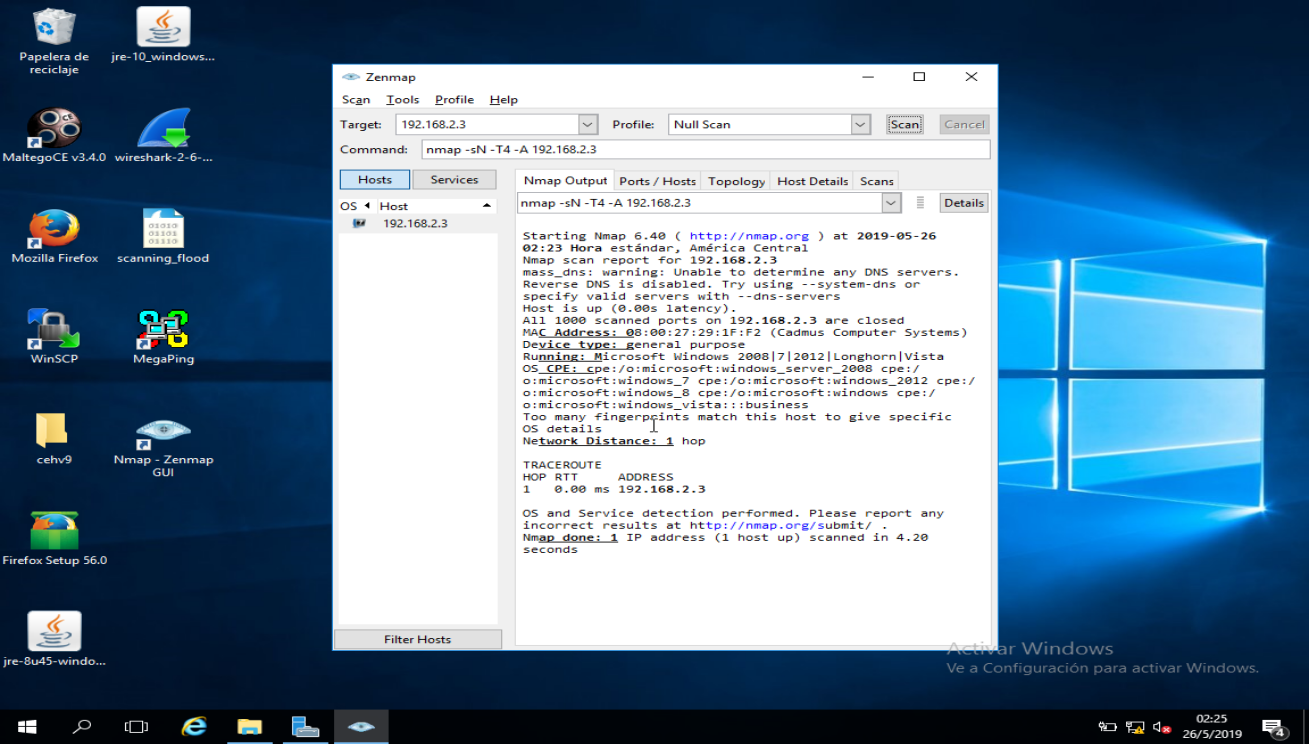 Papelera de
reciclaje
jre-10_windows...
MaltegoCE v3.4.0
wireshark-2-6-...
Mozilla Firefox
scanning_flood
WinSCP
MegaPing
cehv9
Nmap - Zenmap
GUI
Firefox Setup 56.0
jre-8u45-windo...
Zenmap
Scan Tools Profile Help
Target: 192.168.2.3 Profile: Null Scan Scan Cancel
Command: nmap -sN -T4 -A 192.168.2.3
Hosts Services
OS Host
192.168.2.3
Filter Hosts
Nmap Output Ports / Hosts Topology Host Details Scans
nmap -sN -T4 -A 192.168.2.3 Details
Starting Nmap 6.40 ( http://nmap.org ) at 2019-05-26
02:23 Hora estándar, América Central
Nmap scan report for 192.168.2.3
mass_dns: warning: Unable to determine any DNS servers.
Reverse DNS is disabled. Try using --system-dns or
specify valid servers with --dns-servers
Host is up (0.00s latency).
All 1000 scanned ports on 192.168.2.3 are closed
MAC Address: 08:00:27:29:1F:F2 (Cadmus Computer Systems)
Device type: general purpose
Running: Microsoft Windows 2008|7|2012|Longhorn|Vista
OS CPE: cpe:/o:microsoft:windows_server_2008 cpe:/
o:microsoft:windows_7 cpe:/o:microsoft:windows_2012 cpe:/
o:microsoft:windows_8 cpe:/o:microsoft:windows cpe:/
o:microsoft:windows_vista:::business
Too many fingerprints match this host to give specific
OS details
Network Distance: 1 hop
TRACEROUTE
HOP RTT ADDRESS
1 0.00 ms 192.168.2.3
OS and Service detection performed. Please report any
incorrect results at http://nmap.org/submit/ .
Nmap done: 1 IP address (1 host up) scanned in 4.20
seconds
Activar Windows
Ve a Configuración para activar Windows.
02:25
26/5/2019
4